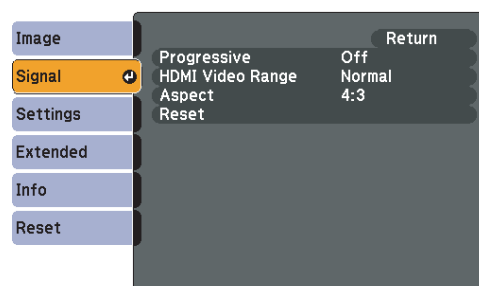 Image
Signal
Settings
Extended
Info
Reset
Return
Progressive Off
HDMI Video Range Normal
Aspect 4:3
Reset